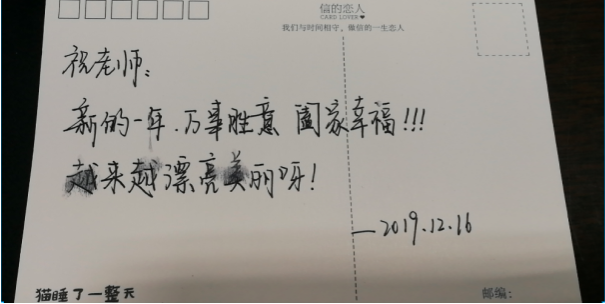 信的恋人
CARD LOVER
我们与时间相守，做信的一生恋人
祝老师：
新的一年.万事胜意 阖家幸福!!!
越来越漂亮美丽呀!
—2019.12.16
猫睡了一整天
邮编：